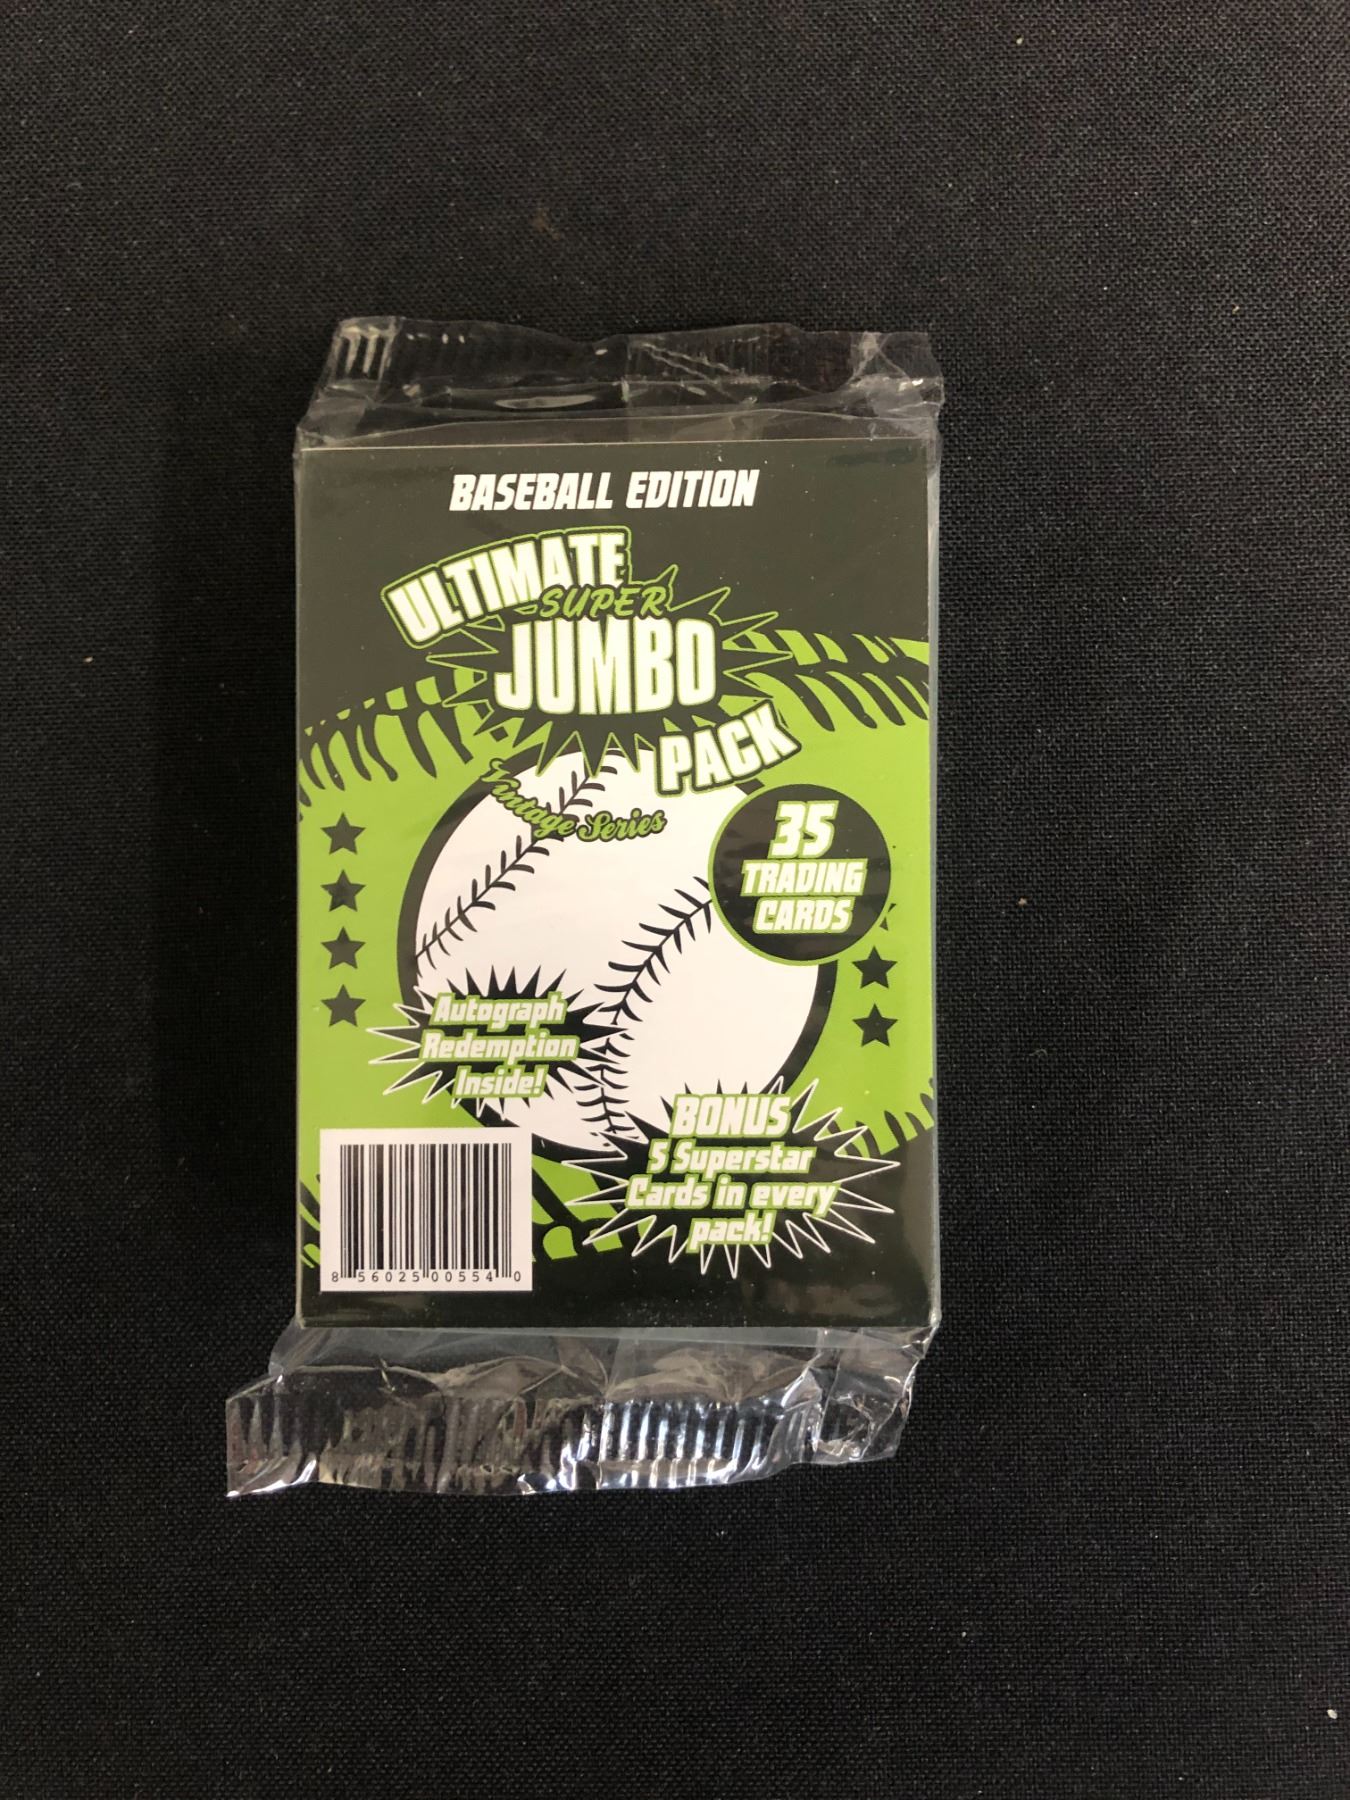 BASEBALL EDITION
ULTIMATE
SUPER
JUMBO
PACK
Vintage Series
35
TRADING
CARDS
Autograph
Redemption
Inside!
BONUS
5 Superstar
Cards in every
pack!
8 56025 00554 0